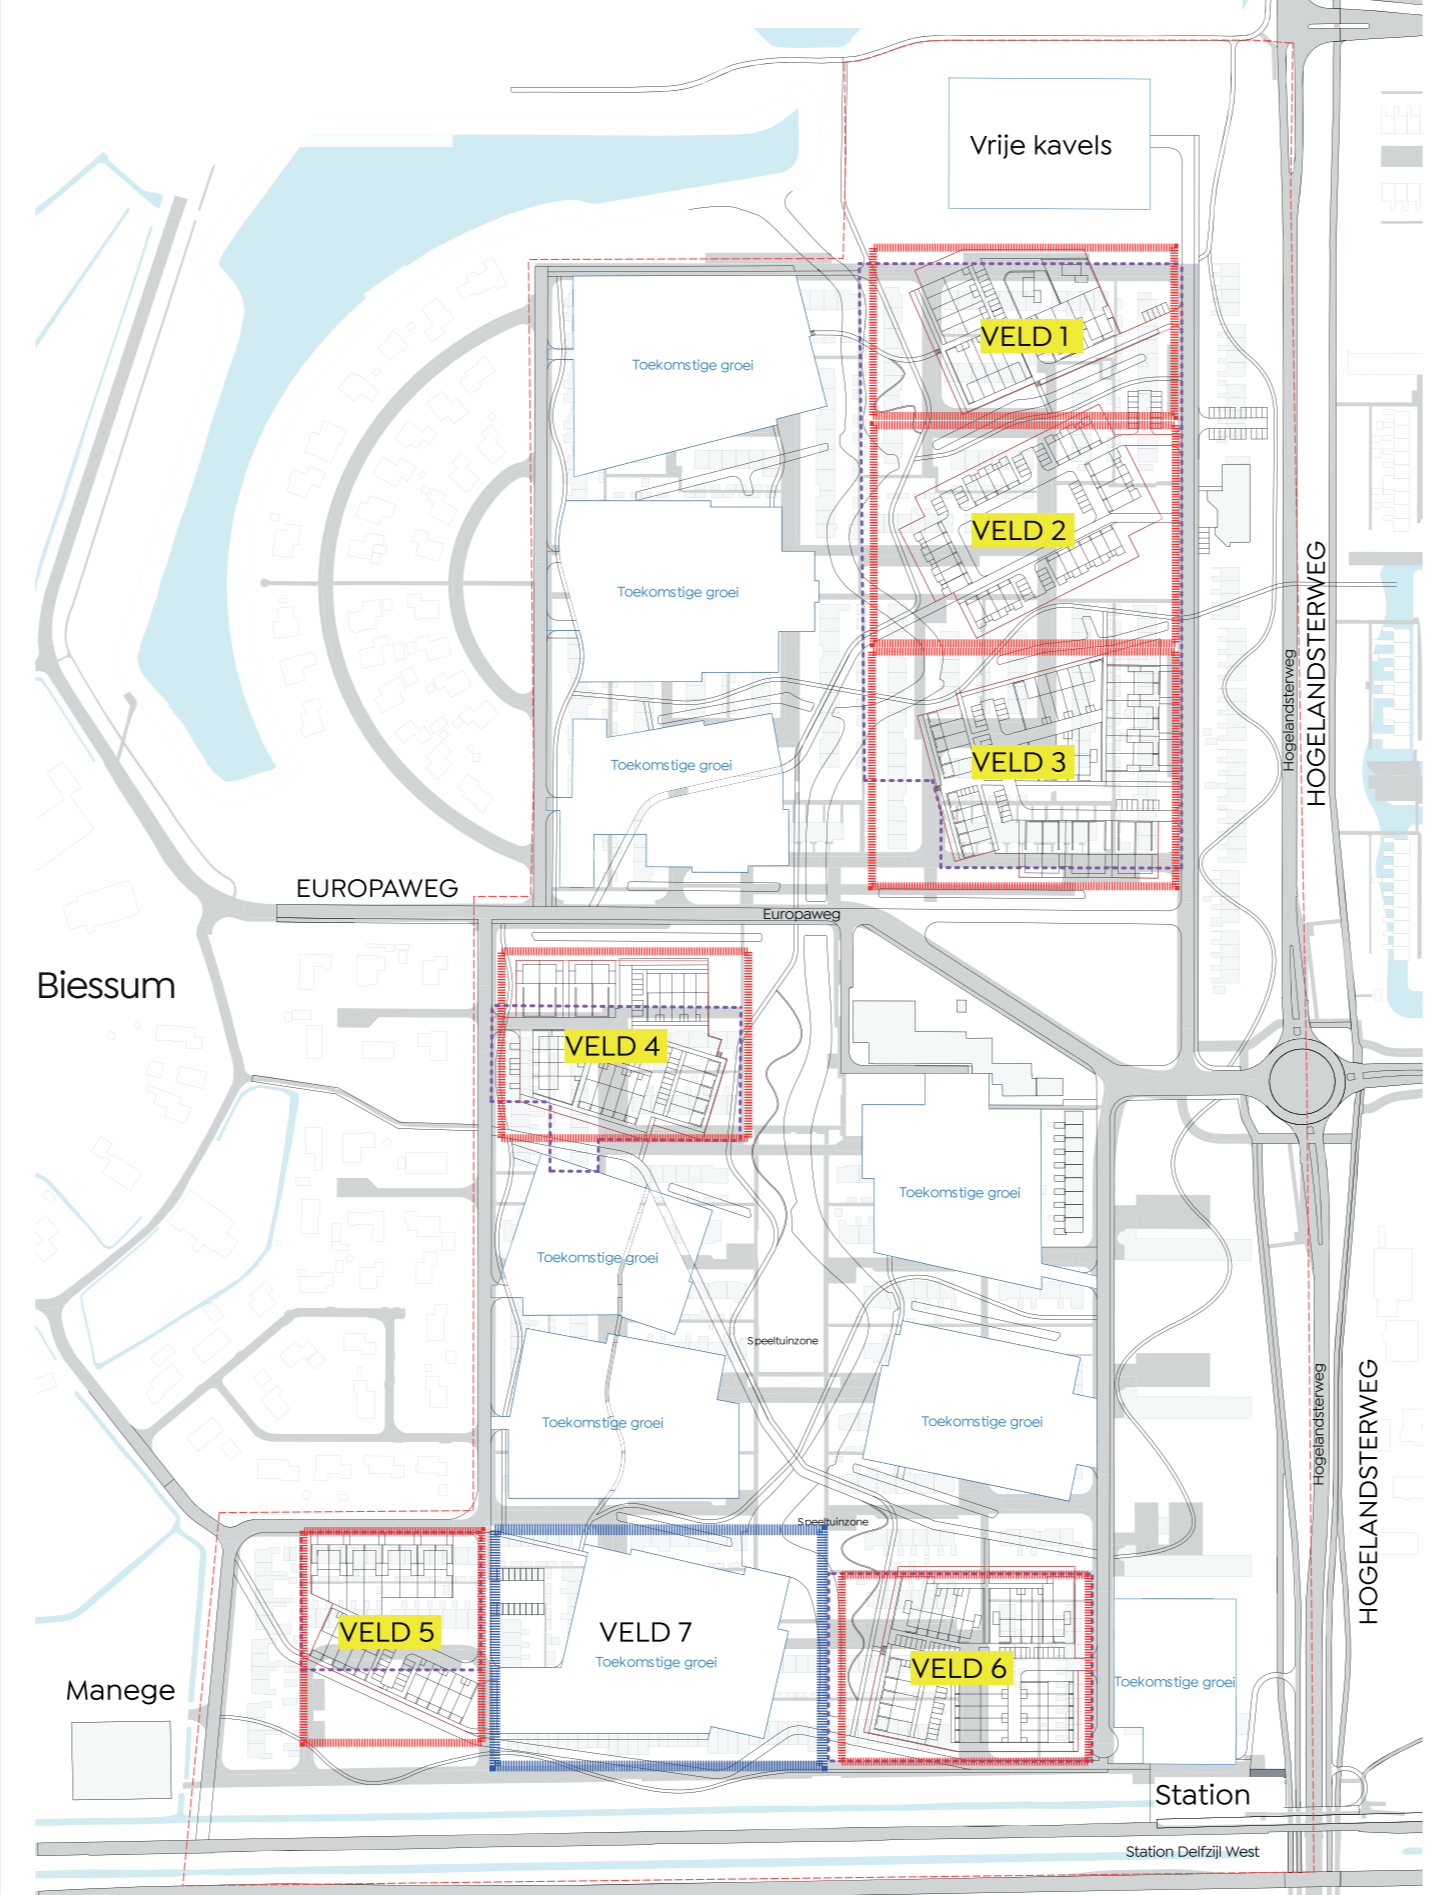 Vrije kavels
VELD 1
Toekomstige groei
VELD 2
Toekomstige groei
HOGELANDSTERWEG
Hogelandsterweg
VELD 3
Toekomstige groei
EUROPAWEG
Europaweg
Biessum
VELD 4
Toekomstige groei
Toekomstige groei
Speeltuinzone
Toekomstige groei
Toekomstige groei
Hogelandsterweg
HOGELANDSTERWEG
Speeltuinzone
VELD 5
VELD 7
Toekomstige groei
VELD 6
Toekomstige groei
Manege
Station
Station Delfzijl West